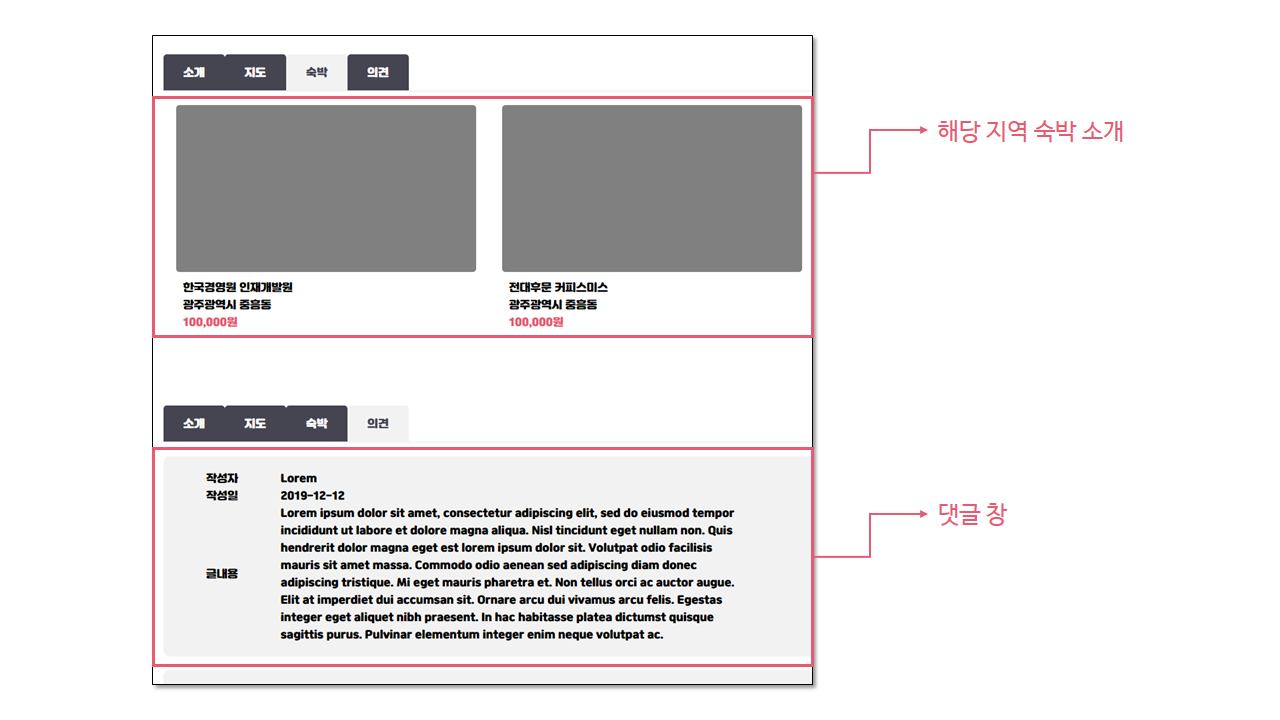 소개 지도 숙박 의견
해당 지역 숙박 소개
한국경영원 인재개발원
광주광역시 중흥동
100,000원
전대후문 커피스미스
광주광역시 중흥동
100,000원
소개 지도 숙박 의견
작성자 Lorem
작성일 2019-12-12
글내용
Lorem ipsum dolor sit amet, consectetur adipiscing elit, sed do eiusmod tempor
incididunt ut labore et dolore magna aliqua. Nisl tincidunt eget nullam non. Quis
hendrerit dolor magna eget est lorem ipsum dolor sit. Volutpat odio facilisis
mauris sit amet massa. Commodo odio aenean sed adipiscing diam donec
adipiscing tristique. Mi eget mauris pharetra et. Non tellus orci ac auctor augue.
Elit at imperdiet dui accumsan sit. Ornare arcu dui vivamus arcu felis. Egestas
integer eget aliquet nibh praesent. In hac habitasse platea dictumst quisque
sagittis purus. Pulvinar elementum integer enim neque volutpat ac.
댓글 창